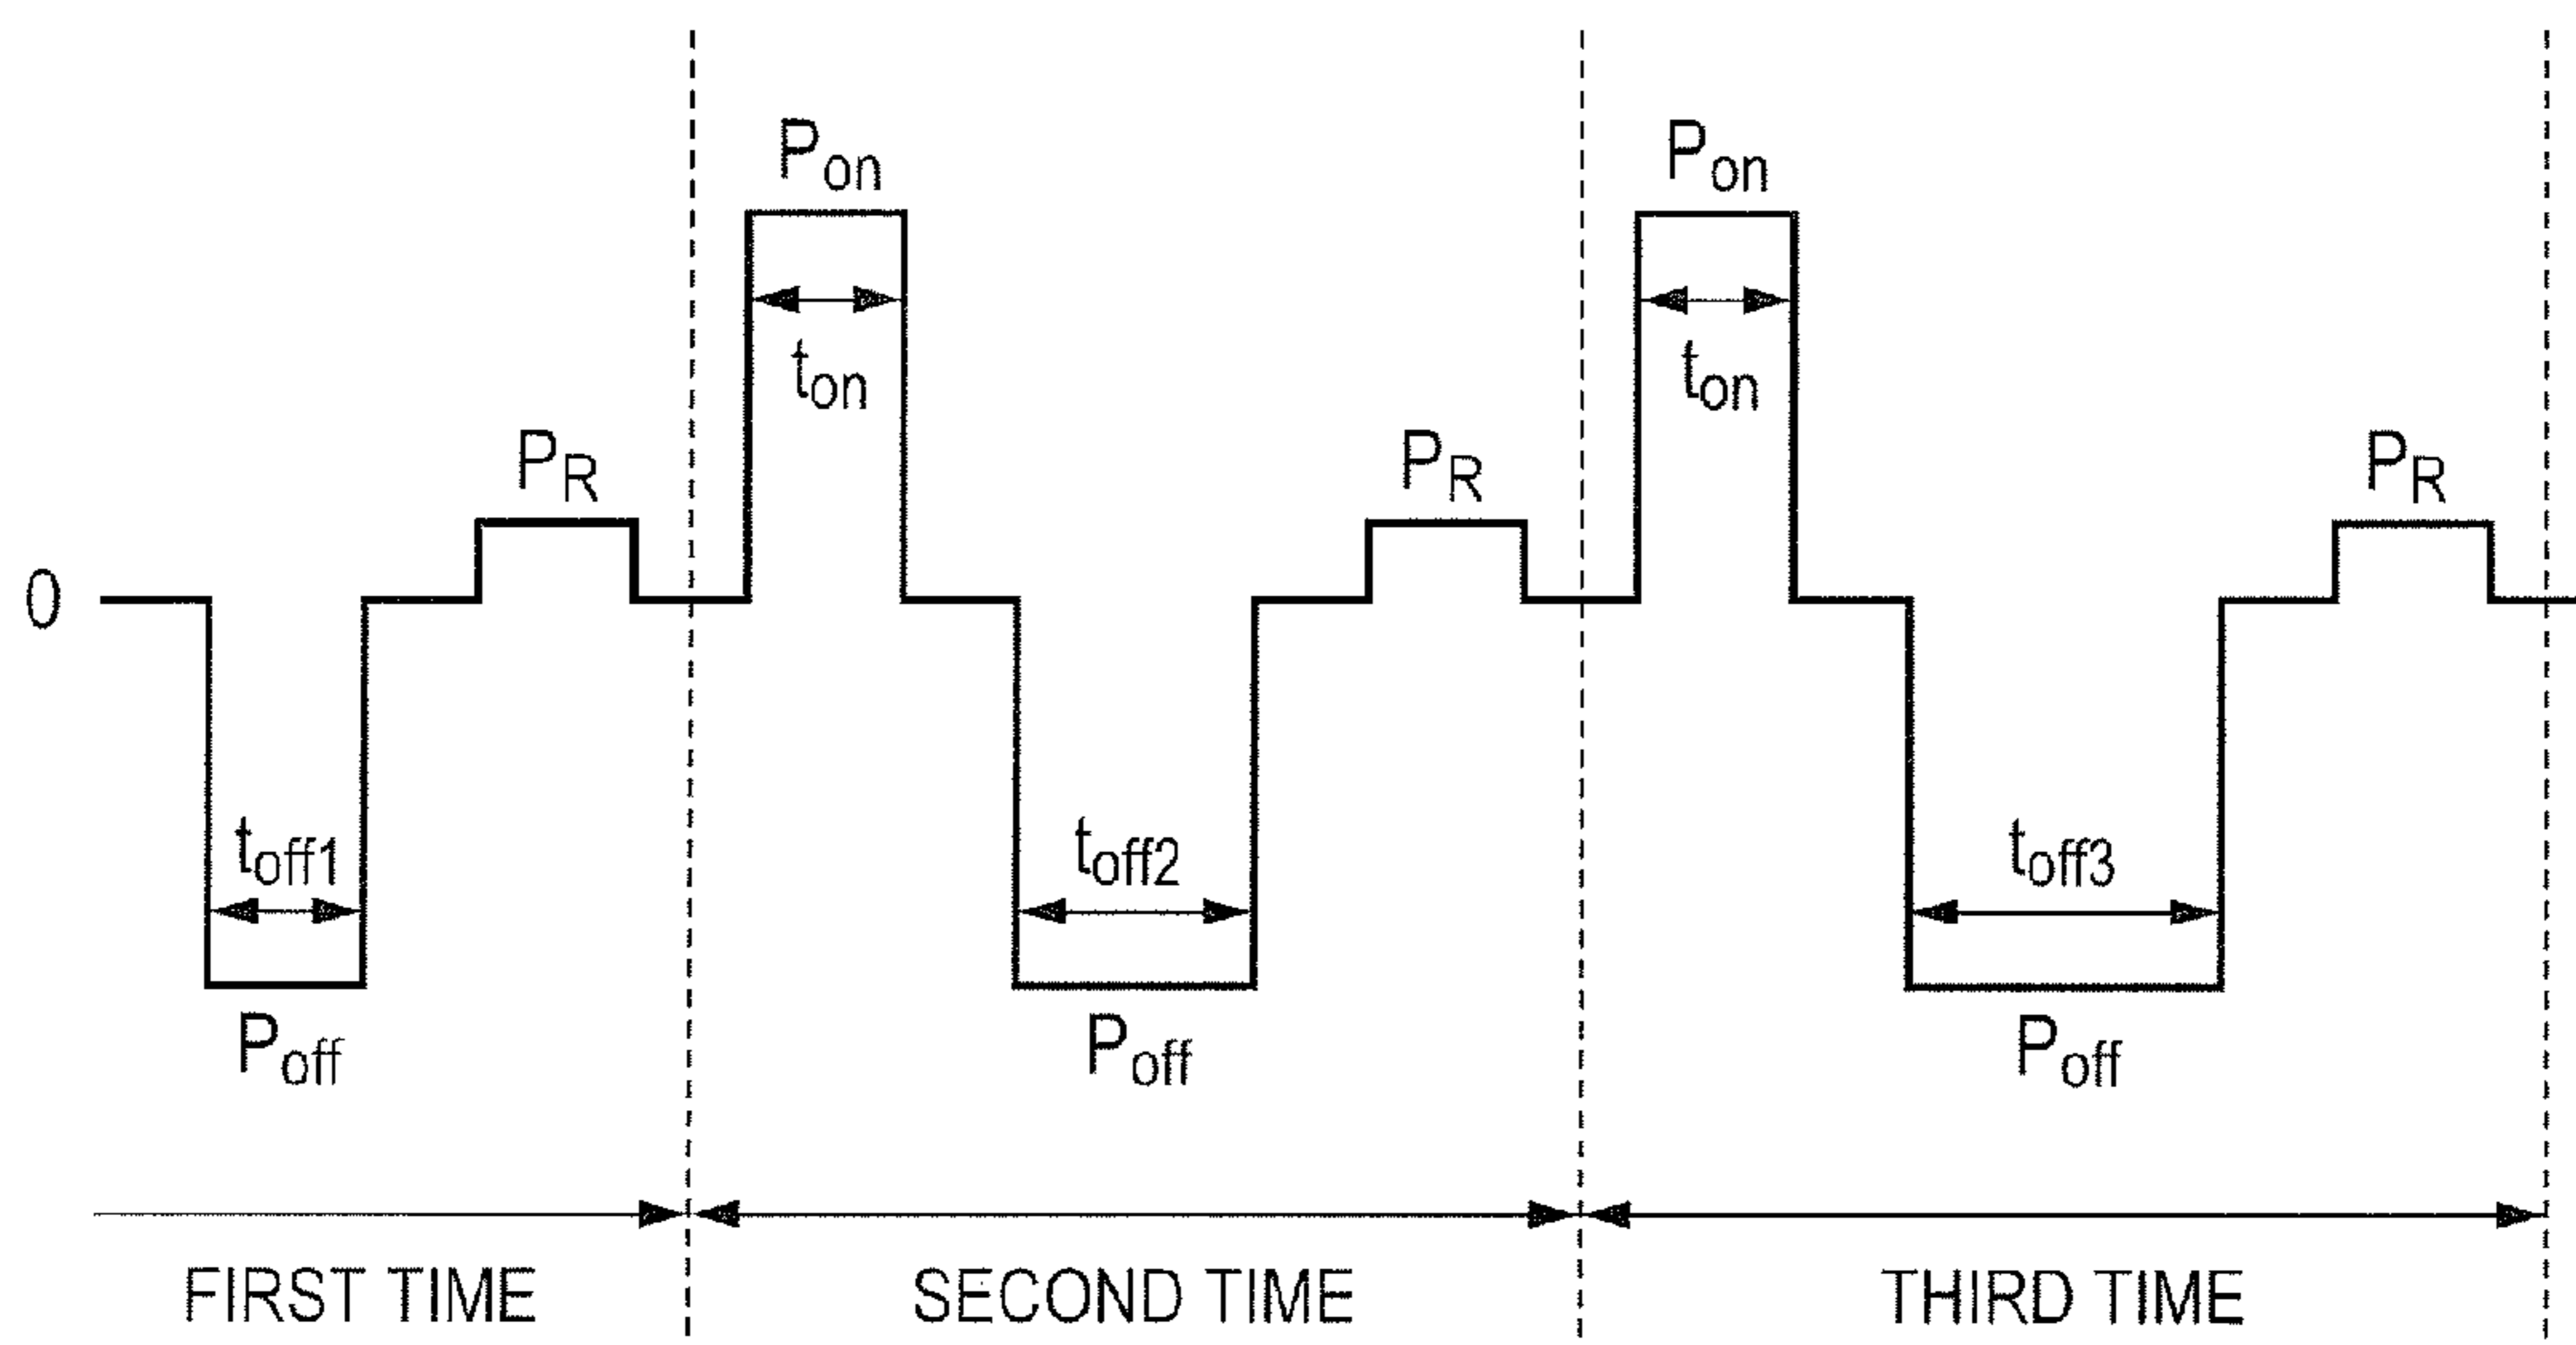 Pon
Pon
ton
ton
PR
PR
PR
0
toff1
toff2
toff3
Poff
Poff
Poff
FIRST TIME
SECOND TIME
THIRD TIME